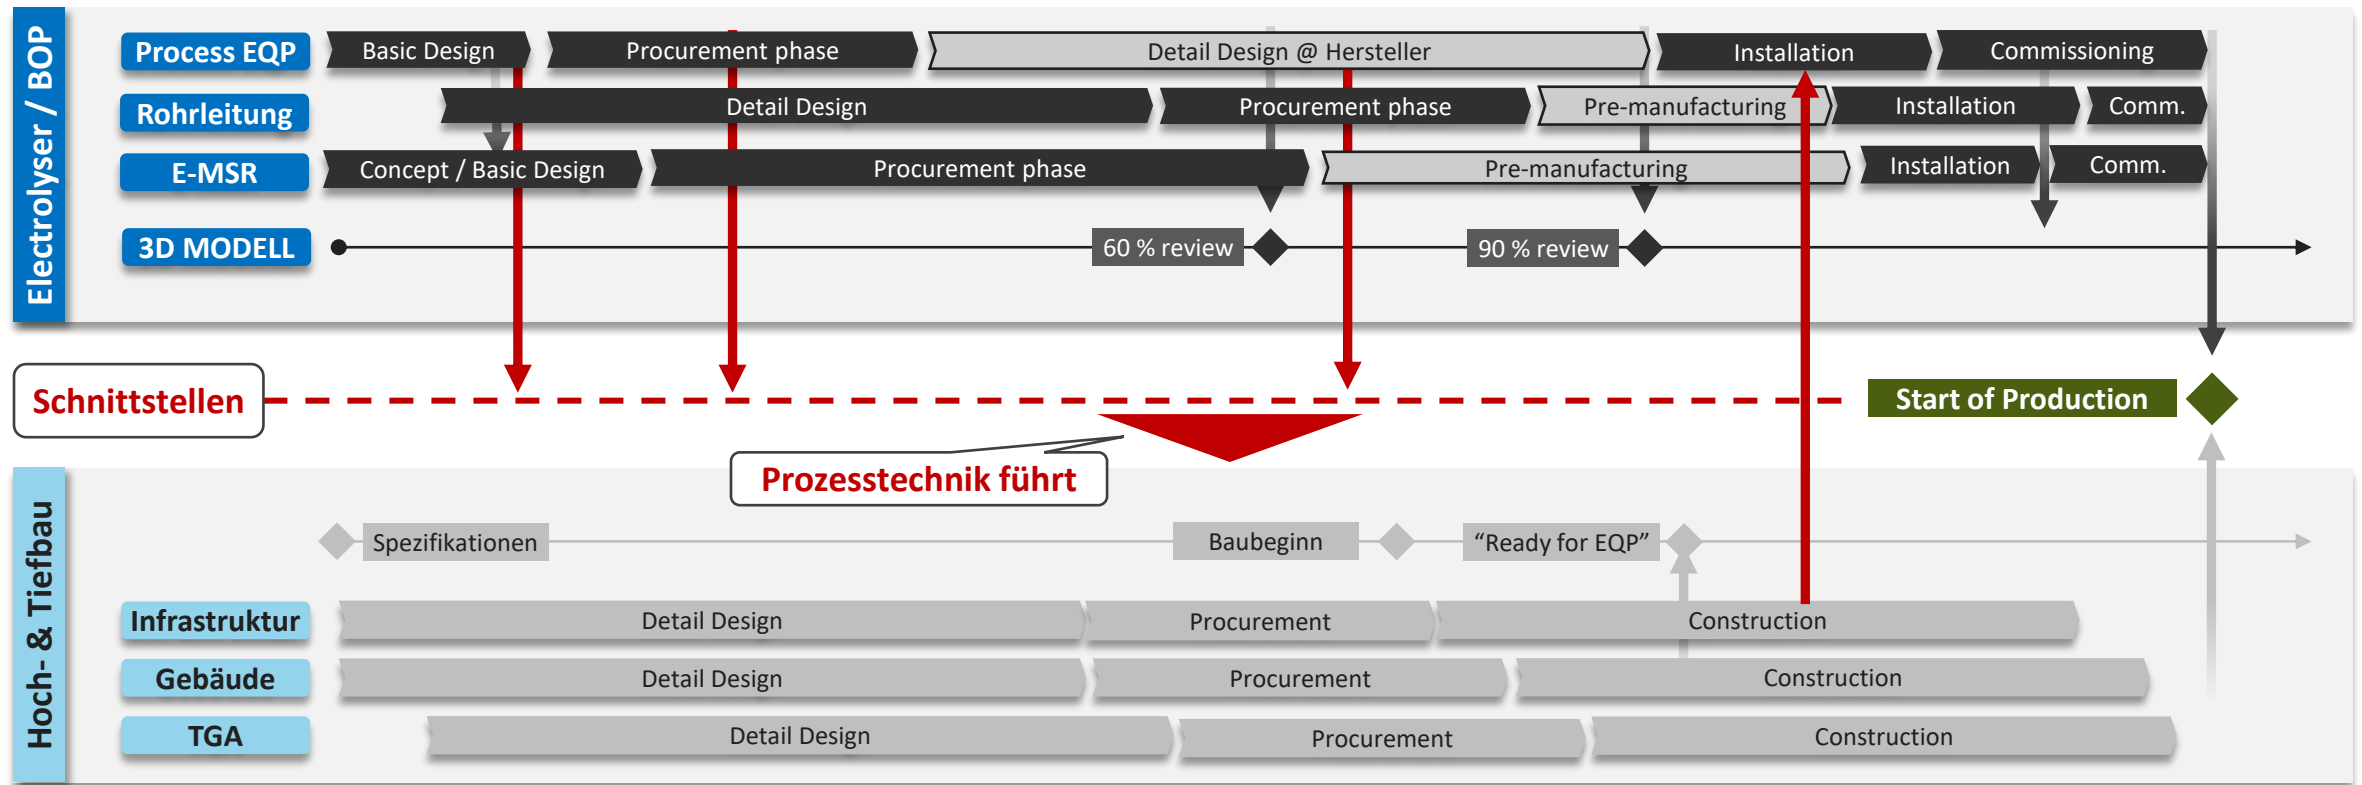 Electrolyser / BOP
Process EQP
Basic Design
Procurement phase
Detail Design @ Hersteller
Installation
Commissioning
Rohrleitung
Detail Design
Procurement phase
Pre-manufacturing
Installation
Comm.
E-MSR
Concept / Basic Design
Procurement phase
Pre-manufacturing
Installation
Comm.
3D MODELL
60 % review
90 % review
Schnittstellen
Start of Production
Prozesstechnik führt
Hoch- & Tiefbau
Spezifikationen
Baubeginn
“Ready for EQP”
Infrastruktur
Detail Design
Procurement
Construction
Gebäude
Detail Design
Procurement
Construction
TGA
Detail Design
Procurement
Construction